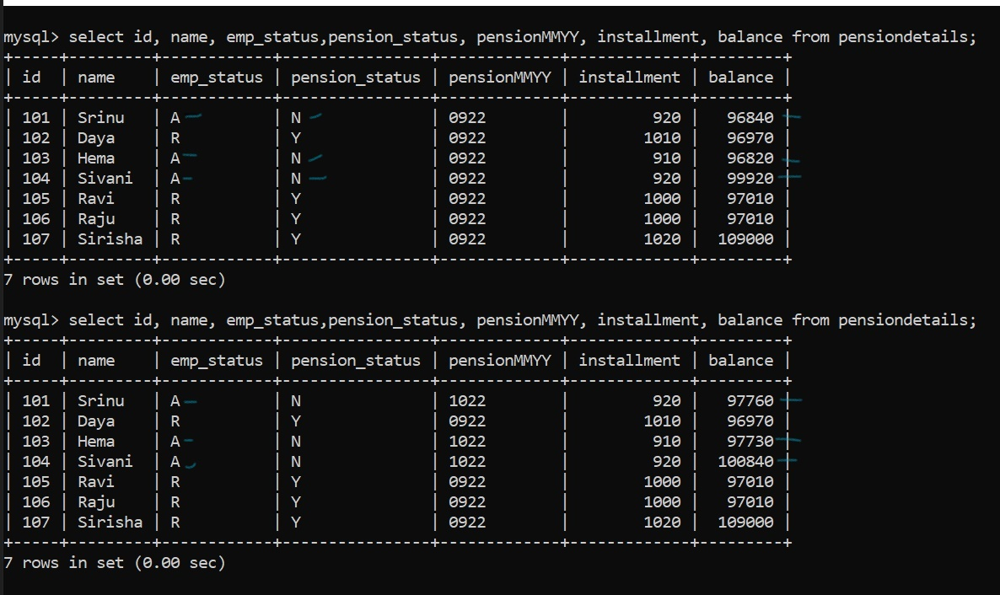 mysql> select id, name, emp_status,pension_status, pensionMMYY, installment, balance from pensiondetails;
+-----+---------+------------+----------------+-------------+-------------+---------+
| id  | name    | emp_status | pension_status | pensionMMYY | installment | balance |
+-----+---------+------------+----------------+-------------+-------------+---------+
| 101 | Srinu   | A          | N              | 0922        |         920 |   96840 |
| 102 | Daya    | R          | Y              | 0922        |        1010 |   96970 |
| 103 | Hema    | A          | N              | 0922        |         910 |   96820 |
| 104 | Sivani  | A          | N              | 0922        |         920 |   99920 |
| 105 | Ravi    | R          | Y              | 0922        |        1000 |   97010 |
| 106 | Raju    | R          | Y              | 0922        |        1000 |   97010 |
| 107 | Sirisha | R          | Y              | 0922        |        1020 |  109000 |
+-----+---------+------------+----------------+-------------+-------------+---------+
7 rows in set (0.00 sec)
mysql> select id, name, emp_status,pension_status, pensionMMYY, installment, balance from pensiondetails;
+-----+---------+------------+----------------+-------------+-------------+---------+
| id  | name    | emp_status | pension_status | pensionMMYY | installment | balance |
+-----+---------+------------+----------------+-------------+-------------+---------+
| 101 | Srinu   | A          | N              | 1022        |         920 |   97760 |
| 102 | Daya    | R          | Y              | 0922        |        1010 |   96970 |
| 103 | Hema    | A          | N              | 1022        |         910 |   97730 |
| 104 | Sivani  | A          | N              | 1022        |         920 |  100840 |
| 105 | Ravi    | R          | Y              | 0922        |        1000 |   97010 |
| 106 | Raju    | R          | Y              | 0922        |        1000 |   97010 |
| 107 | Sirisha | R          | Y              | 0922        |        1020 |  109000 |
+-----+---------+------------+----------------+-------------+-------------+---------+
7 rows in set (0.00 sec)